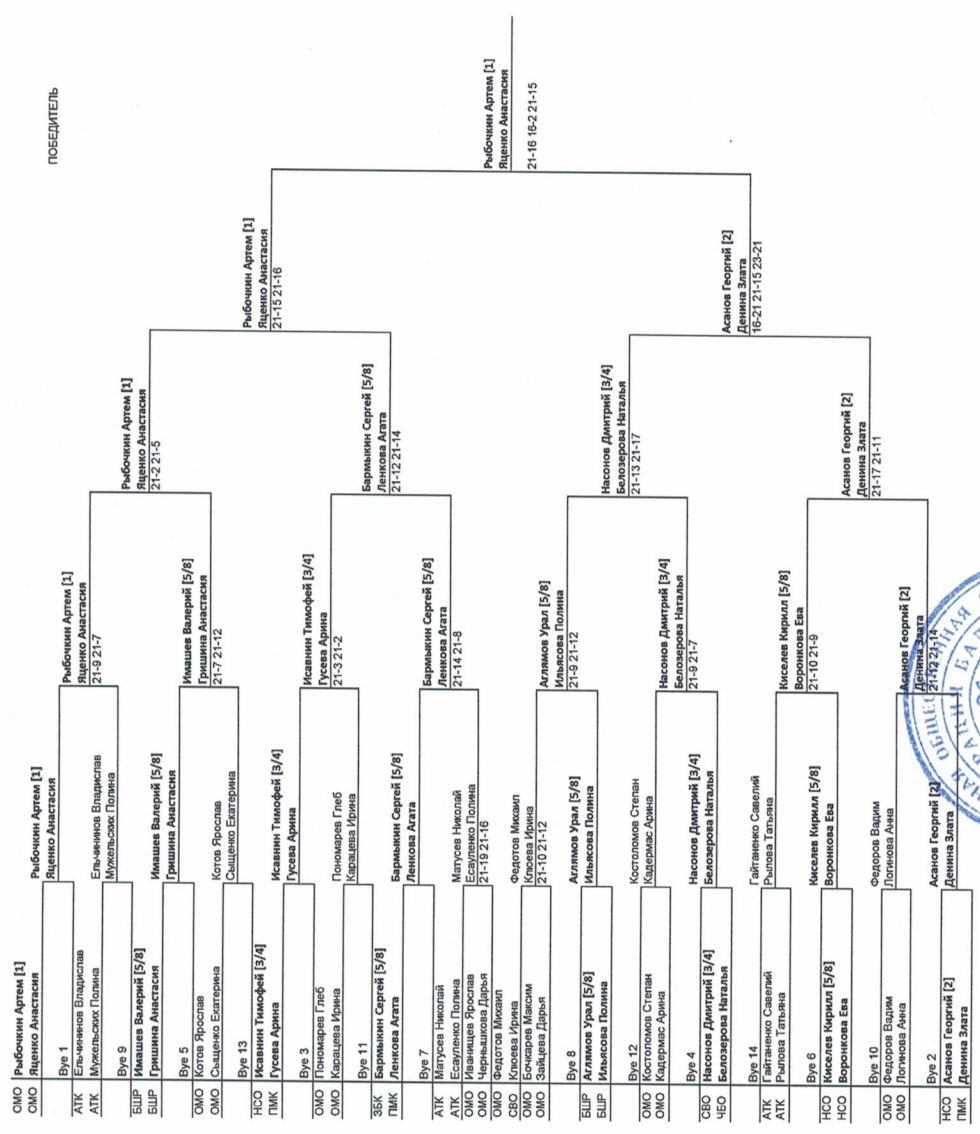 ПОБЕДИТЕЛЬ
ОМО Рыбочкин Артем [1]
ОМО Яценко Анастасия
Bye 1
АТК Ельчининов Владислав
АТК Мужельских Полина
Bye 9
БШР Имашев Валерий [5/8]
БШР Гришина Анастасия
Bye 5
ОМО Котов Ярослав
ОМО Сыщенко Екатерина
Bye 13
НСО Исавнин Тимофей [3/4]
ПМК Гусева Арина
Bye 3
ОМО Пономарев Глеб
ОМО Карацева Ирина
Bye 11
ЗБК Бармыкин Сергей [5/8]
ПМК Ленкова Агата
Bye 7
АТК Матусев Николай
АТК Есауленко Полина
ОМО Иванищев Ярослав
ОМО Чернышкова Дарья
ОМО Федотов Михаил
СВО Клюева Ирина
ОМО Бочкарев Максим
ОМО Зайцева Дарья
Bye 8
БШР Аглямов Урал [5/8]
БШР Ильясова Полина
Bye 12
ОМО Костоломов Степан
ОМО Кадермас Арина
Bye 4
СВО Насонов Дмитрий [3/4]
ЧБО Белозерова Наталья
Bye 14
АТК Гайтаненко Савелий
АТК Рылова Татьяна
Bye 6
НСО Киселев Кирилл [5/8]
НСО Воронкова Ева
Bye 10
ОМО Федоров Вадим
ОМО Логинова Анна
Bye 2
НСО Асанов Георгий [2]
ПМК Денина Злата
Рыбочкин Артем [1]
Яценко Анастасия
Ельчининов Владислав
Мужельских Полина
Имашев Валерий [5/8]
Гришина Анастасия
Котов Ярослав
Сыщенко Екатерина
Исавнин Тимофей [3/4]
Гусева Арина
Пономарев Глеб
Карацева Ирина
Бармыкин Сергей [5/8]
Ленкова Агата
Матусев Николай
Есауленко Полина
21-19 21-16
Федотов Михаил
Клюева Ирина
21-10 21-12
Аглямов Урал [5/8]
Ильясова Полина
Костоломов Степан
Кадермас Арина
Насонов Дмитрий [3/4]
Белозерова Наталья
Гайтаненко Савелий
Рылова Татьяна
Киселев Кирилл [5/8]
Воронкова Ева
Федоров Вадим
Логинова Анна
Асанов Георгий [2]
Денина Злата
Рыбочкин Артем [1]
Яценко Анастасия
21-9 21-7
Имашев Валерий [5/8]
Гришина Анастасия
21-7 21-12
Исавнин Тимофей [3/4]
Гусева Арина
21-3 21-2
Бармыкин Сергей [5/8]
Ленкова Агата
21-14 21-8
Аглямов Урал [5/8]
Ильясова Полина
21-9 21-12
Насонов Дмитрий [3/4]
Белозерова Наталья
21-9 21-7
Киселев Кирилл [5/8]
Воронкова Ева
21-10 21-9
Асанов Георгий [2]
Денина Злата
21-12 21-14
Рыбочкин Артем [1]
Яценко Анастасия
21-2 21-5
Бармыкин Сергей [5/8]
Ленкова Агата
21-12 21-14
Насонов Дмитрий [3/4]
Белозерова Наталья
21-13 21-17
Асанов Георгий [2]
Денина Злата
21-17 21-11
Рыбочкин Артем [1]
Яценко Анастасия
21-15 21-16
Асанов Георгий [2]
Денина Злата
16-21 21-15 23-21
Рыбочкин Артем [1]
Яценко Анастасия
21-16 16-2 21-15